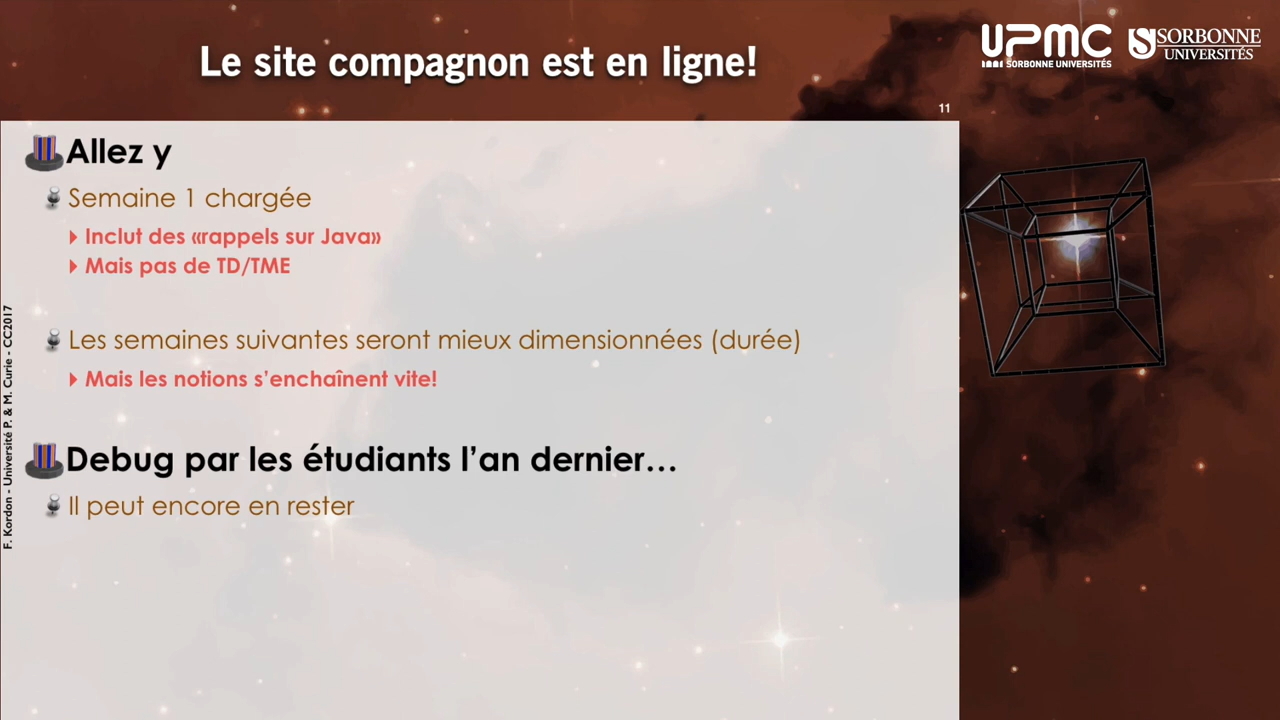 Le site compagnon est en ligne!
UPMC
SORBONNE UNIVERSITÉS
SORBONNE
UNIVERSITÉS
11
Allez y
Semaine 1 chargée
Inclut des «rappels sur Java»
Mais pas de TD/TME
Les semaines suivantes seront mieux dimensionnées (durée)
Mais les notions s’enchaînent vite!
Debug par les étudiants l’an dernier…
Il peut encore en rester
F. Kordon - Université P. & M. Curie - CC2017